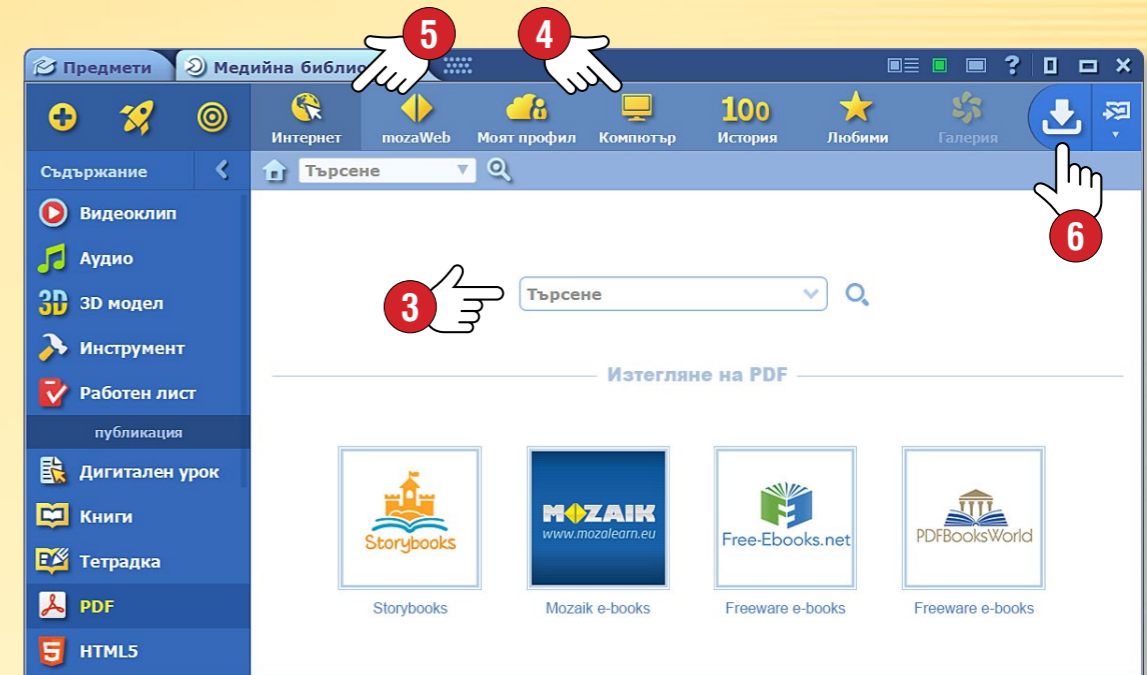 5
4
Предмети
Медийна библио
?
Интернет
mozaWeb
Моят профил
Компютър
100
История
Любими
Галерия
Съдържание
Търсене
6
Видеоклип
Аудио
3D
3D модел
Инструмент
Работен лист
публикация
Дигитален урок
Книги
Тетрадка
PDF
5
HTML5
3
Търсене
Изтегляне на PDF
Storybooks
MOZAIK
www.mozalearn.eu
Free-Ebooks.net
PDFBooksWorld
Storybooks
Mozaik e-books
Freeware e-books
Freeware e-books